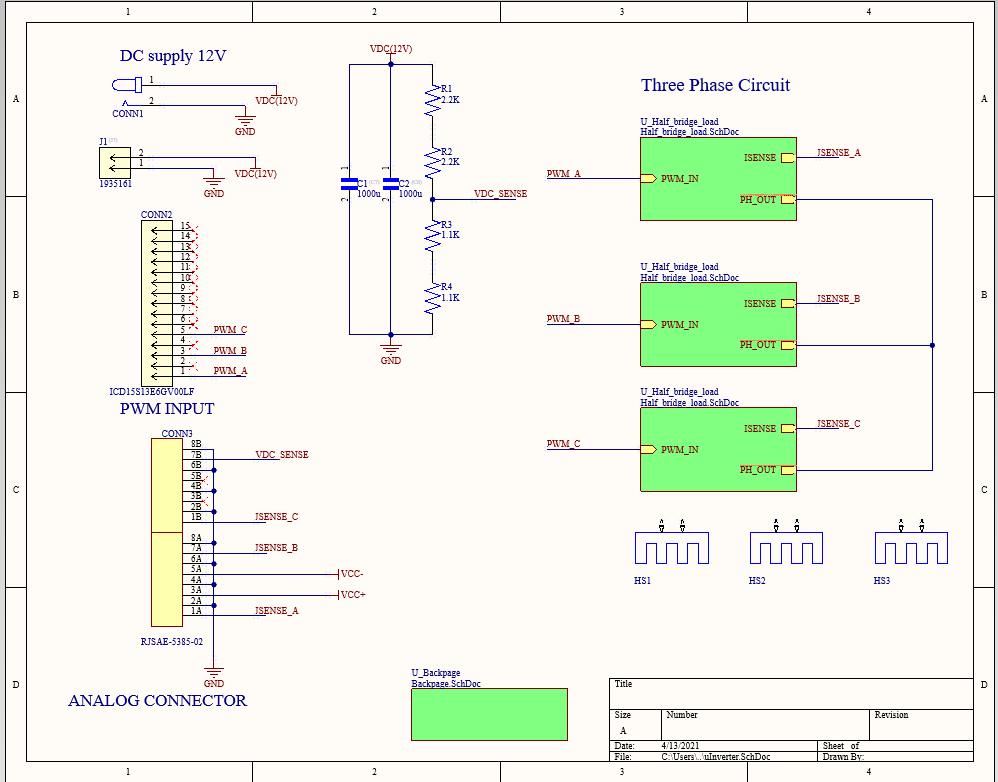 1 2 3 4
A
B
C
D
DC supply 12V
1
VDC(12V)
2
CONN1
GND
J1
2
1
VDC(12V)
1935161
GND
CONN2
15
14
13
12
11
10
9
8
7
6
5 PWM_C
4
3 PWM_B
2
1 PWM_A
ICD15S13E6GV00LF
PWM INPUT
CONN3
8B
7B VDC_SENSE
6B
5B
4B
3B
2B
1B ISENSE_C
8A
7A ISENSE_B
6A
5A VCC-
4A
3A VCC+
2A
1A ISENSE_A
RJSAE-5385-02
GND
ANALOG CONNECTOR
VDC(12V)
R1
2.2K
R2
2.2K
1 1
C1 C2
1000u 1000u
2 2
VDC_SENSE
R3
1.1K
R4
1.1K
GND
Three Phase Circuit
U_Half_bridge_load
Half_bridge_load.SchDoc
ISENSE ISENSE_A
PWM_A PWM_IN
PH_OUT
U_Half_bridge_load
Half_bridge_load.SchDoc
ISENSE ISENSE_B
PWM_B PWM_IN
PH_OUT
U_Half_bridge_load
Half_bridge_load.SchDoc
ISENSE ISENSE_C
PWM_C PWM_IN
PH_OUT
HS1 HS2 HS3
U_Backpage
Backpage.SchDoc
Title
Size Number Revision
A
Date: 4/13/2021 Sheet of
File: C:\Users\..\uInverter.SchDoc Drawn By:
A
B
C
D
1 2 3 4